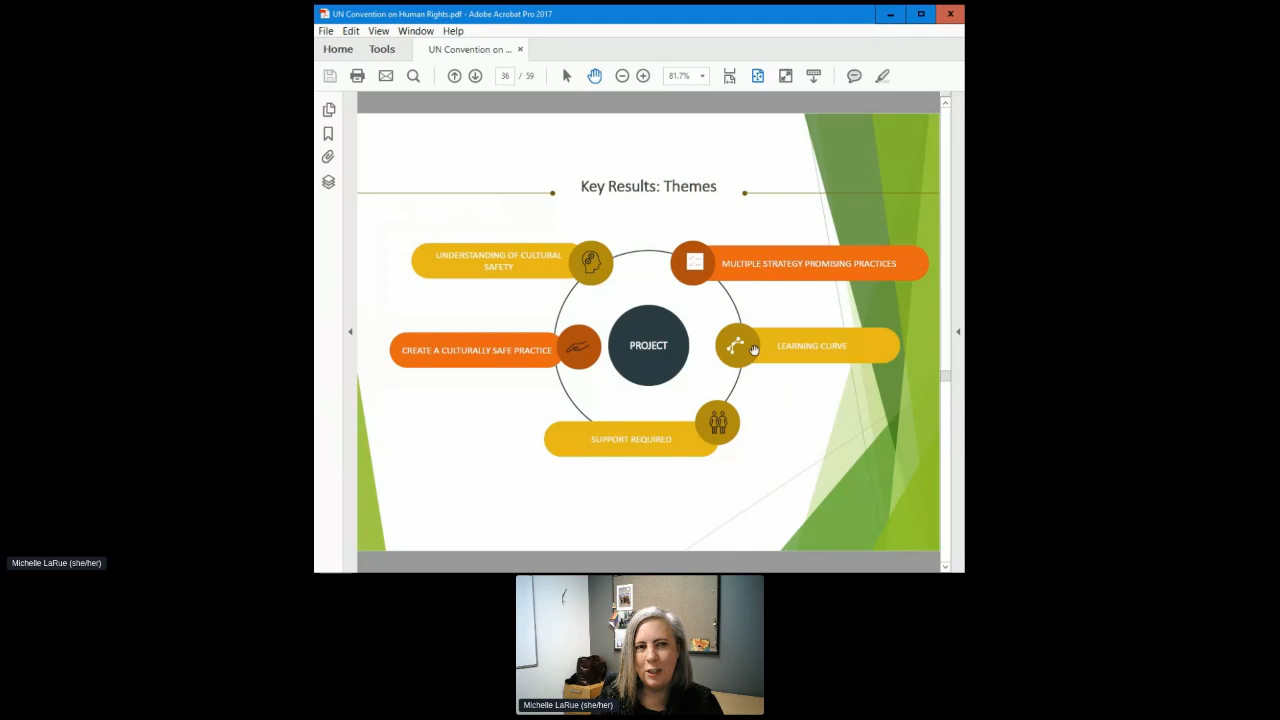 UN Convention on Human Rights.pdf - Adobe Acrobat Pro 2017
File Edit View Window Help
Home Tools UN Convention on ... ×
36 / 59 81.7%
Key Results: Themes
UNDERSTANDING OF CULTURAL
SAFETY
MULTIPLE STRATEGY PROMISING PRACTICES
CREATE A CULTURALLY SAFE PRACTICE
PROJECT
LEARNING CURVE
SUPPORT REQUIRED
Michelle LaRue (she/her)
Michelle LaRue (she/her)